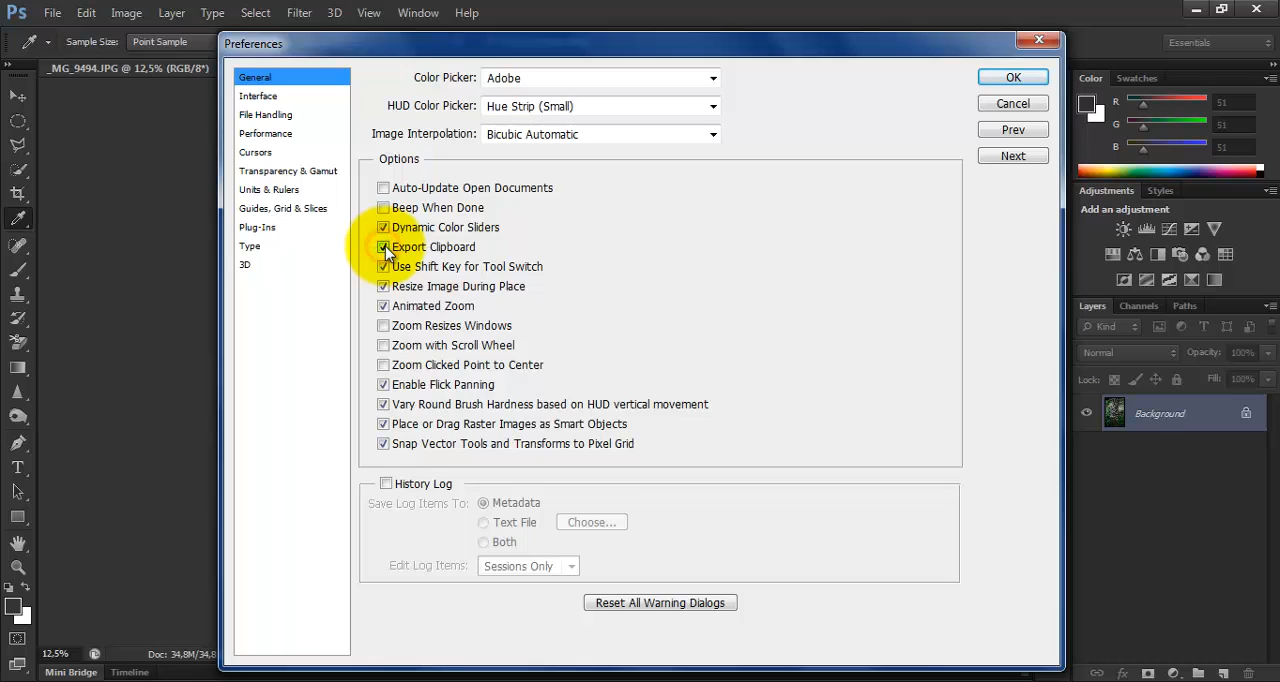 Ps File Edit Image Layer Type Select Filter 3D View Window Help
Sample Size: Point Sample Essentials
_MG_9494.JPG @ 12,5% (RGB/8*)
Preferences
General
Interface
File Handling
Performance
Cursors
Transparency & Gamut
Units & Rulers
Guides, Grid & Slices
Plug-Ins
Type
3D
Color Picker: Adobe
HUD Color Picker: Hue Strip (Small)
Image Interpolation: Bicubic Automatic
Options
Auto-Update Open Documents
Beep When Done
Dynamic Color Sliders
Export Clipboard
Use Shift Key for Tool Switch
Resize Image During Place
Animated Zoom
Zoom Resizes Windows
Zoom with Scroll Wheel
Zoom Clicked Point to Center
Enable Flick Panning
Vary Round Brush Hardness based on HUD vertical movement
Place or Drag Raster Images as Smart Objects
Snap Vector Tools and Transforms to Pixel Grid
History Log
Save Log Items To: Metadata
Text File Choose...
Both
Edit Log Items: Sessions Only
Reset All Warning Dialogs
OK
Cancel
Prev
Next
Color Swatches
R 51
G 51
B 51
Adjustments Styles
Add an adjustment
Layers Channels Paths
Kind T
Normal Opacity: 100%
Lock: Fill: 100%
Background
fx
T
12,5% Doc: 34,8M/34,8
Mini Bridge Timeline